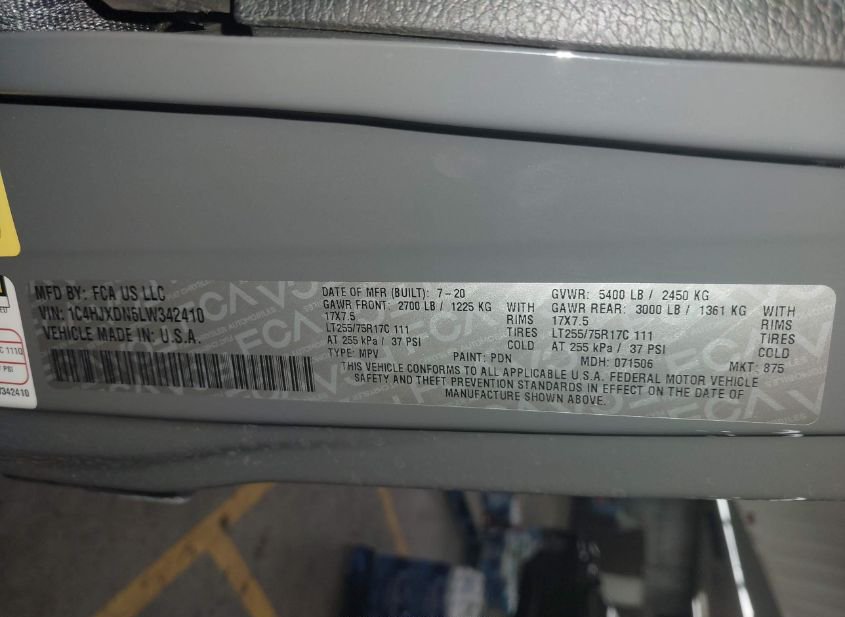 MFD BY: FCA US LLC
VIN: 1C4HJXDN6LW342410
VEHICLE MADE IN: U.S.A.
DATE OF MFR (BUILT): 7-20
GAWR FRONT: 2700 LB / 1225 KG WITH
17X7.5 RIMS
LT255/75R17C 111 TIRES
AT 255 kPa / 37 PSI COLD
TYPE: MPV PAINT: PDN
GVWR: 5400 LB / 2450 KG
GAWR REAR: 3000 LB / 1361 KG WITH
17X7.5 RIMS
LT255/75R17C 111 TIRES
AT 255 kPa / 37 PSI COLD
MDH: 071506 MKT: 875
THIS VEHICLE CONFORMS TO ALL APPLICABLE U.S.A. FEDERAL MOTOR VEHICLE
SAFETY AND THEFT PREVENTION STANDARDS IN EFFECT ON THE DATE OF
MANUFACTURE SHOWN ABOVE.
C 1110
PSI
342410